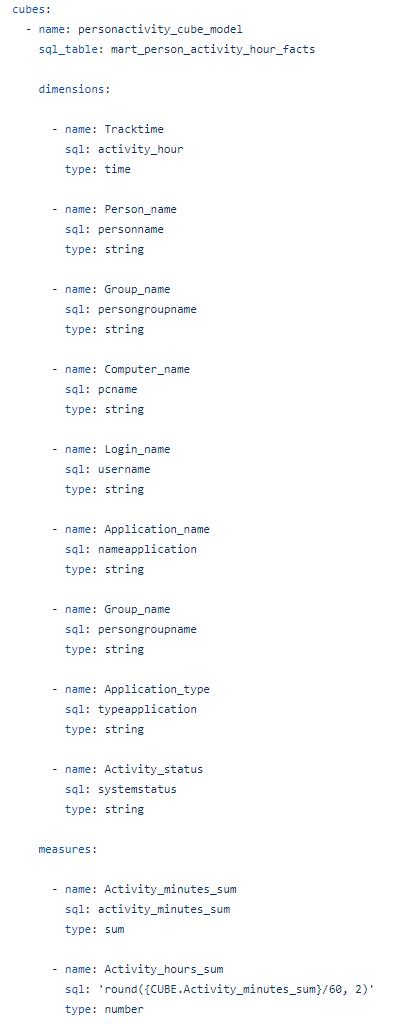 cubes:
  - name: personactivity_cube_model
    sql_table: mart_person_activity_hour_facts

    dimensions:

      - name: Tracktime
        sql: activity_hour
        type: time

      - name: Person_name
        sql: personname
        type: string

      - name: Group_name
        sql: persongroupname
        type: string

      - name: Computer_name
        sql: pcname
        type: string

      - name: Login_name
        sql: username
        type: string

      - name: Application_name
        sql: nameapplication
        type: string

      - name: Group_name
        sql: persongroupname
        type: string

      - name: Application_type
        sql: typeapplication
        type: string

      - name: Activity_status
        sql: systemstatus
        type: string

    measures:

      - name: Activity_minutes_sum
        sql: activity_minutes_sum
        type: sum

      - name: Activity_hours_sum
        sql: 'round({CUBE.Activity_minutes_sum}/60, 2)'
        type: number